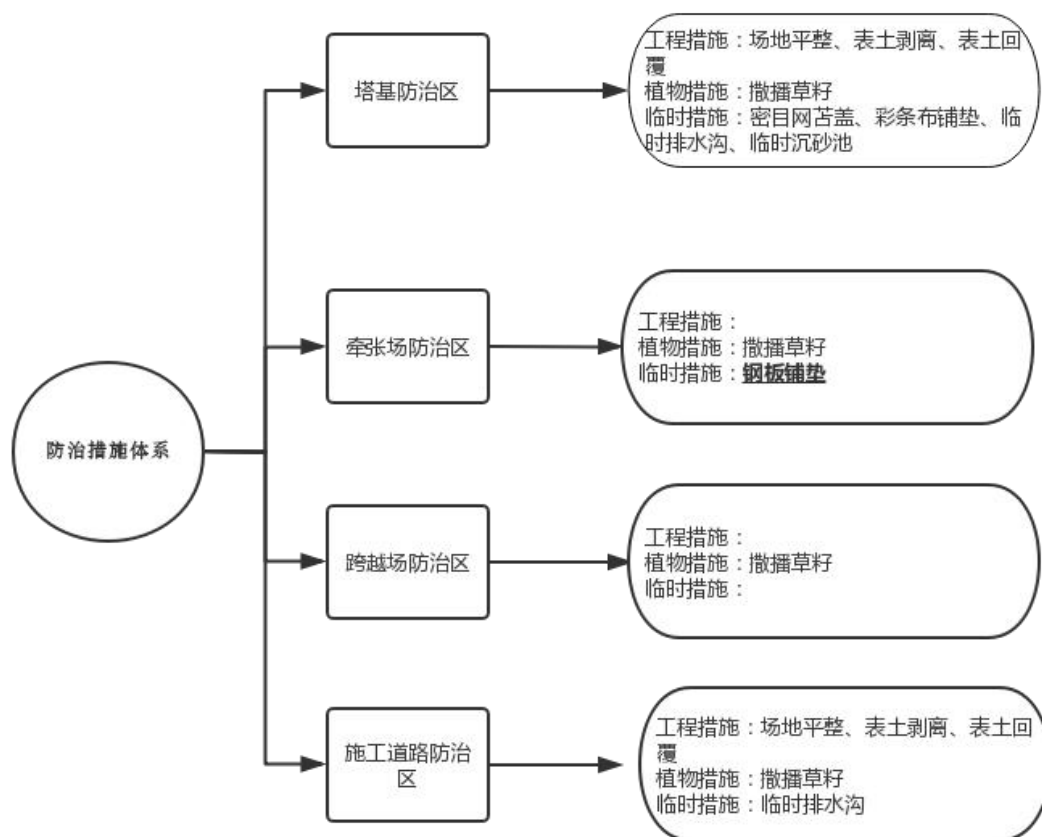 防治措施体系
塔基防治区
工程措施：场地平整、表土剥离、表土回
覆
植物措施：撒播草籽
临时措施：密目网苫盖、彩条布铺垫、临
时排水沟、临时沉砂池
牵张场防治区
工程措施：
植物措施：撒播草籽
临时措施：钢板铺垫
跨越场防治区
工程措施：
植物措施：撒播草籽
临时措施：
施工道路防治
区
工程措施：场地平整、表土剥离、表土回
覆
植物措施：撒播草籽
临时措施：临时排水沟